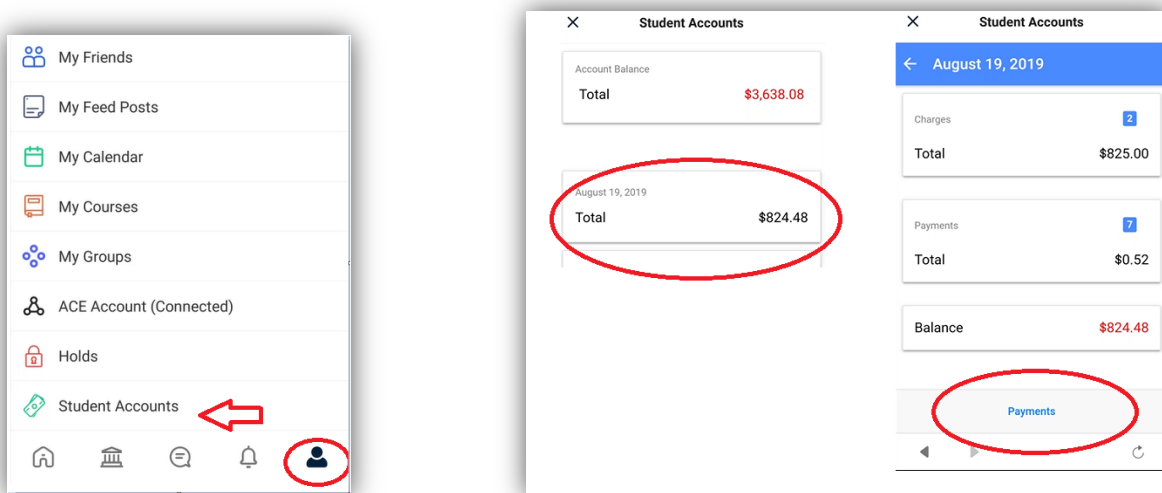 My Friends
My Feed Posts
My Calendar
My Courses
My Groups
ACE Account (Connected)
Holds
Student Accounts
Student Accounts
Account Balance
Total $3,638.08
August 19, 2019
Total $824.48
Student Accounts
August 19, 2019
Charges 2
Total $825.00
Payments 7
Total $0.52
Balance $824.48
Payments